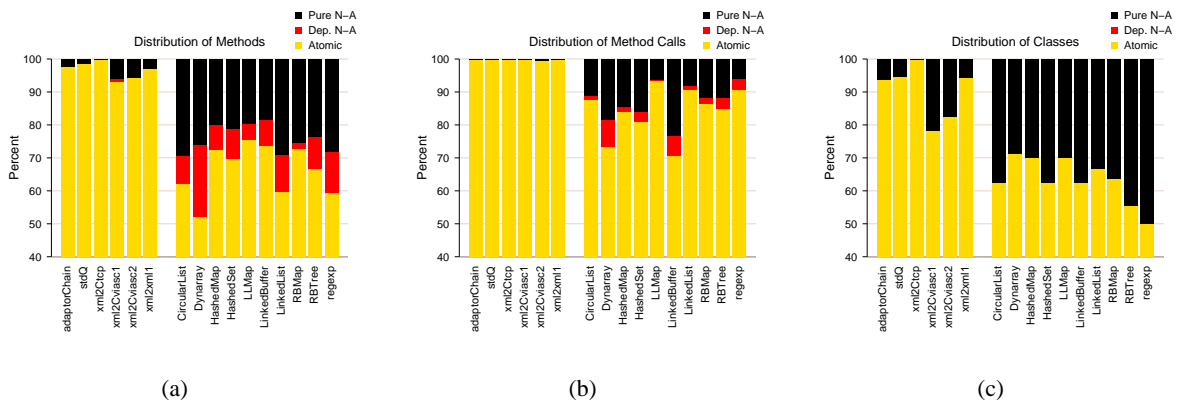 Pure N−A
Dep. N−A
Atomic
Distribution of Methods
Percent
100
90
80
70
60
50
40
adaptorChain
stdQ
xml2Ctcp
xml2Cviasc1
xml2Cviasc2
xml2xml1
CircularList
Dynarray
HashedMap
HashedSet
LLMap
LinkedBuffer
LinkedList
RBMap
RBTree
regexp
(a)
Pure N−A
Dep. N−A
Atomic
Distribution of Method Calls
Percent
100
90
80
70
60
50
40
adaptorChain
stdQ
xml2Ctcp
xml2Cviasc1
xml2Cviasc2
xml2xml1
CircularList
Dynarray
HashedMap
HashedSet
LLMap
LinkedBuffer
LinkedList
RBMap
RBTree
regexp
(b)
Pure N−A
Dep. N−A
Atomic
Distribution of Classes
Percent
100
90
80
70
60
50
40
adaptorChain
stdQ
xml2Ctcp
xml2Cviasc1
xml2Cviasc2
xml2xml1
CircularList
Dynarray
HashedMap
HashedSet
LLMap
LinkedBuffer
LinkedList
RBMap
RBTree
regexp
(c)